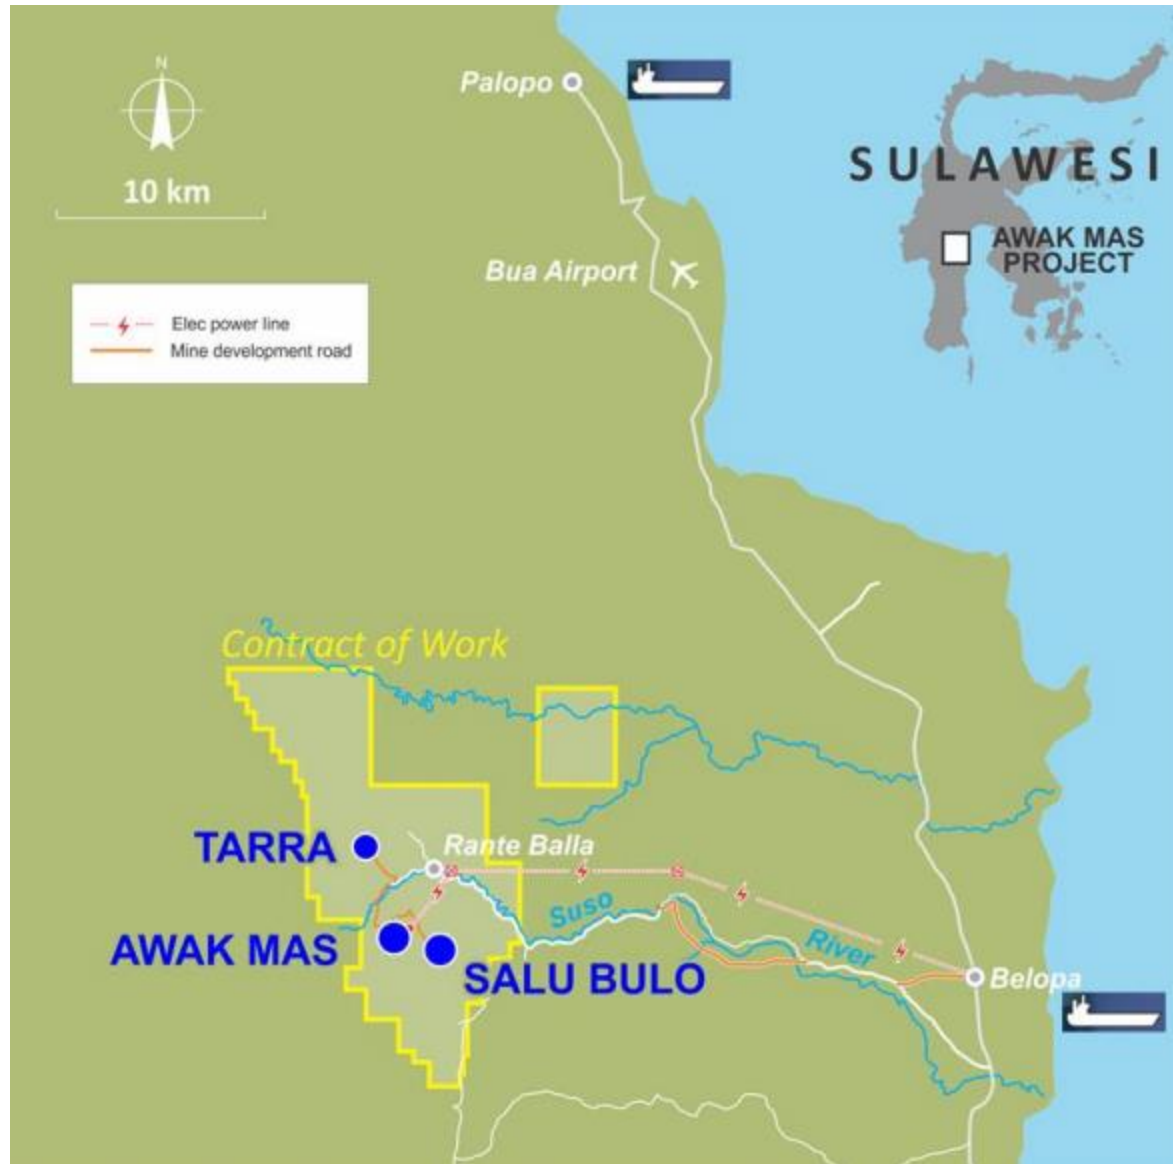 Palopo
N
10 km
SULAWESI
AWAK MAS
PROJECT
Bua Airport
Elec power line
Mine development road
Contract of Work
TARRA
Rante Balla
Suso
River
AWAK MAS
SALU BULO
Belopa